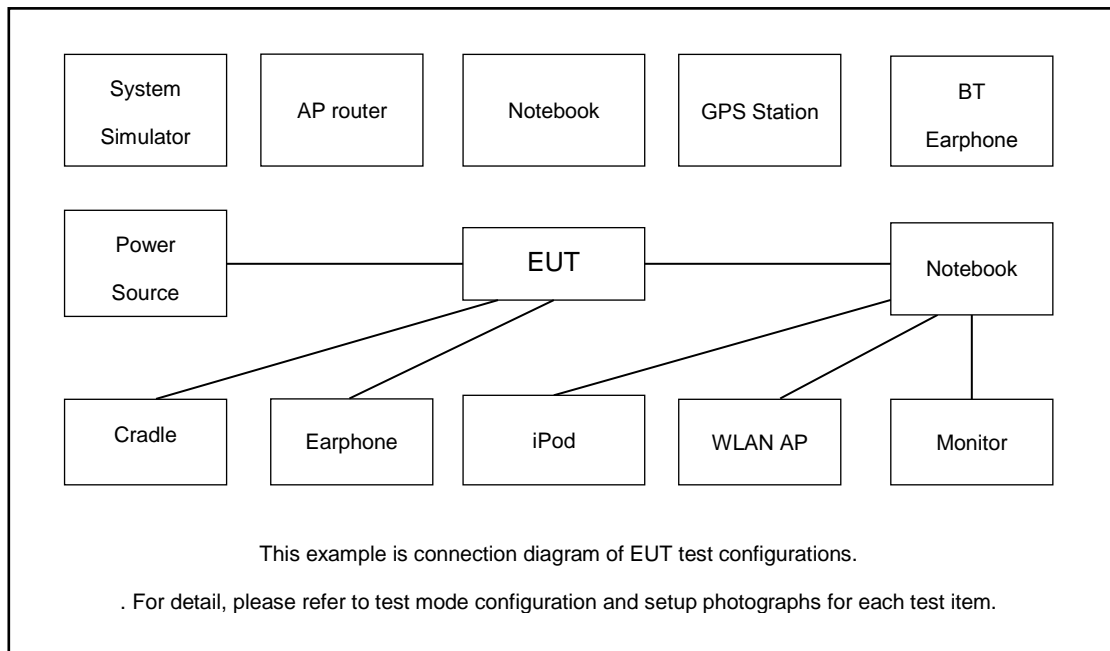 System
Simulator
AP router
Notebook
GPS Station
BT
Earphone
Power
Source
EUT
Notebook
Cradle
Earphone
iPod
WLAN AP
Monitor
This example is connection diagram of EUT test configurations.
. For detail, please refer to test mode configuration and setup photographs for each test item.